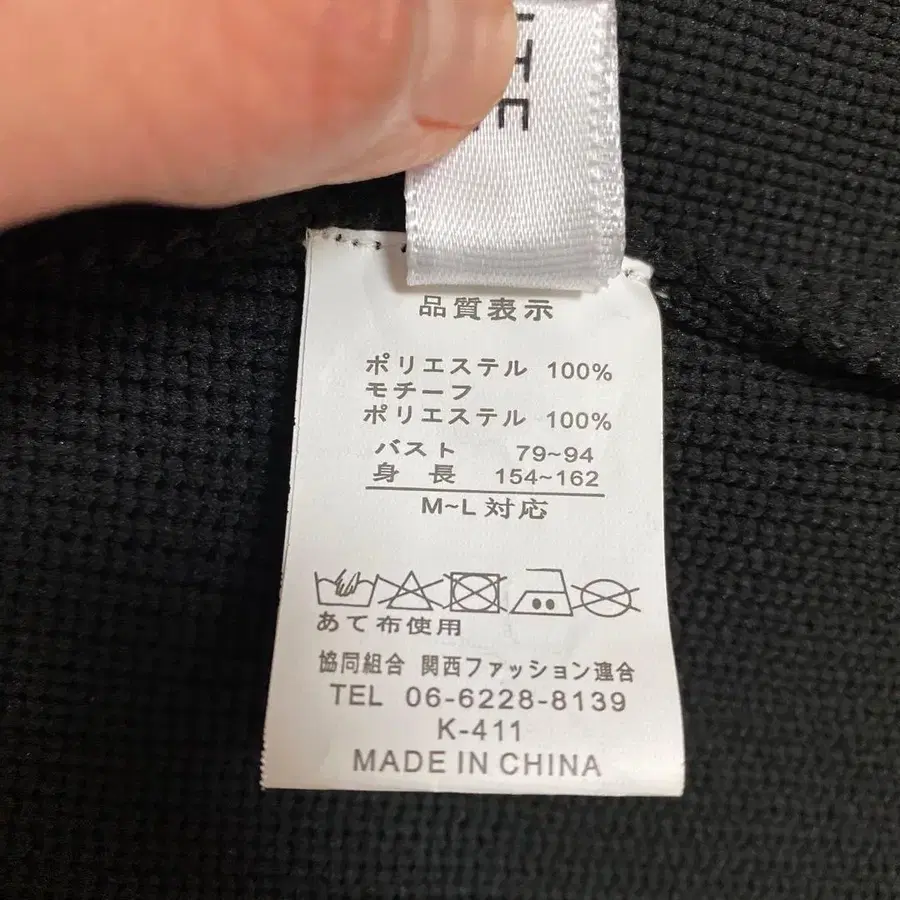 品質表示
ポリエステル 100%
モチーフ
ポリエステル 100%
バスト 79~94
身長 154~162
M~L対応
あて布使用
協同組合 関西ファッション連合
TEL 06-6228-8139
K-411
MADE IN CHINA